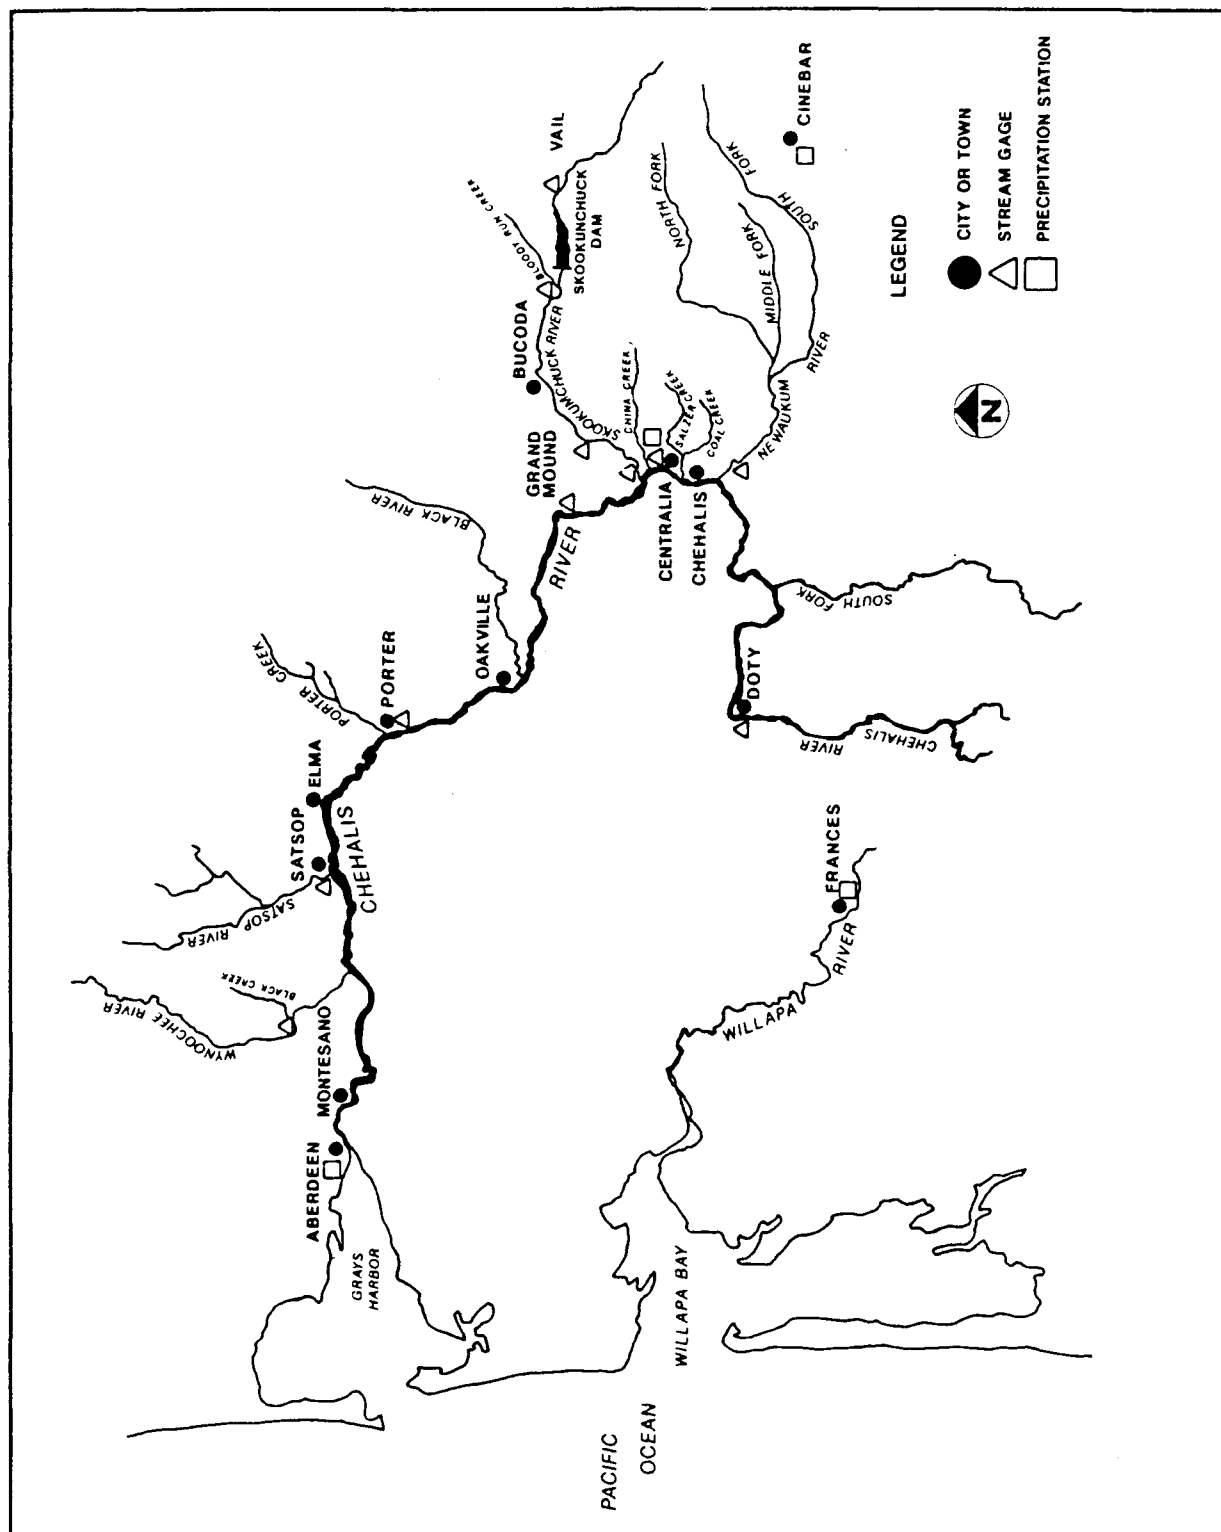 WYNOOCHEE RIVER
BLACK CREEK
SATSOP RIVER
PORTER CREEK
BLACK RIVER
ABERDEEN
MONTESANO
SATSOP
ELMA
PORTER
OAKVILLE
GRAND
MOUND
BUCODA
VAIL
BLOODY RUN CREEK
SKOOKUNCHUCK
DAM
SKOOKUMCHUCK RIVER
GRAYS
HARBOR
CHEHALIS
RIVER
CHINA CREEK
SALZER CREEK
COAL CREEK
CENTRALIA
CHEHALIS
NORTH FORK
MIDDLE FORK
SOUTH FORK
NEWAUKUM
RIVER
CINEBAR
DOTY
SOUTH
FORK
CHEHALIS
RIVER
FRANCES
WILLAPA
RIVER
WILLAPA BAY
PACIFIC
OCEAN
N
LEGEND
CITY OR TOWN
STREAM GAGE
PRECIPITATION STATION